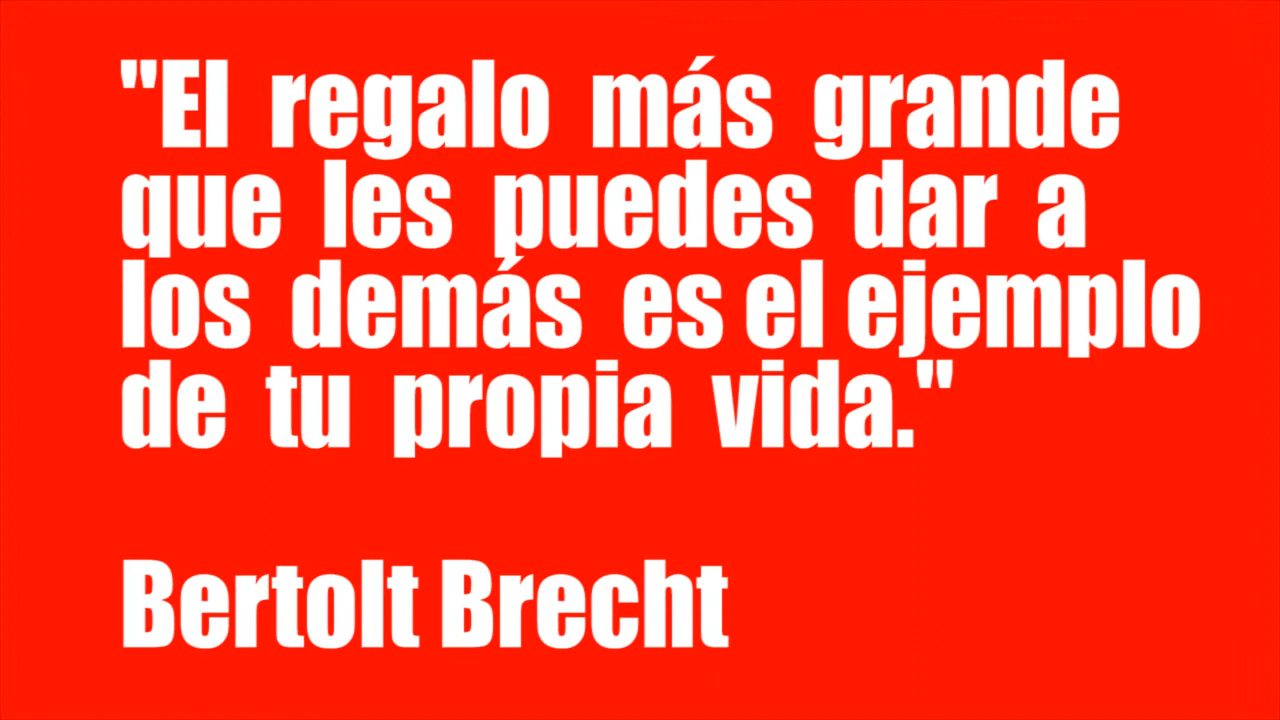 "El regalo más grande
que les puedes dar a
los demás es el ejemplo
de tu propia vida."
Bertolt Brecht